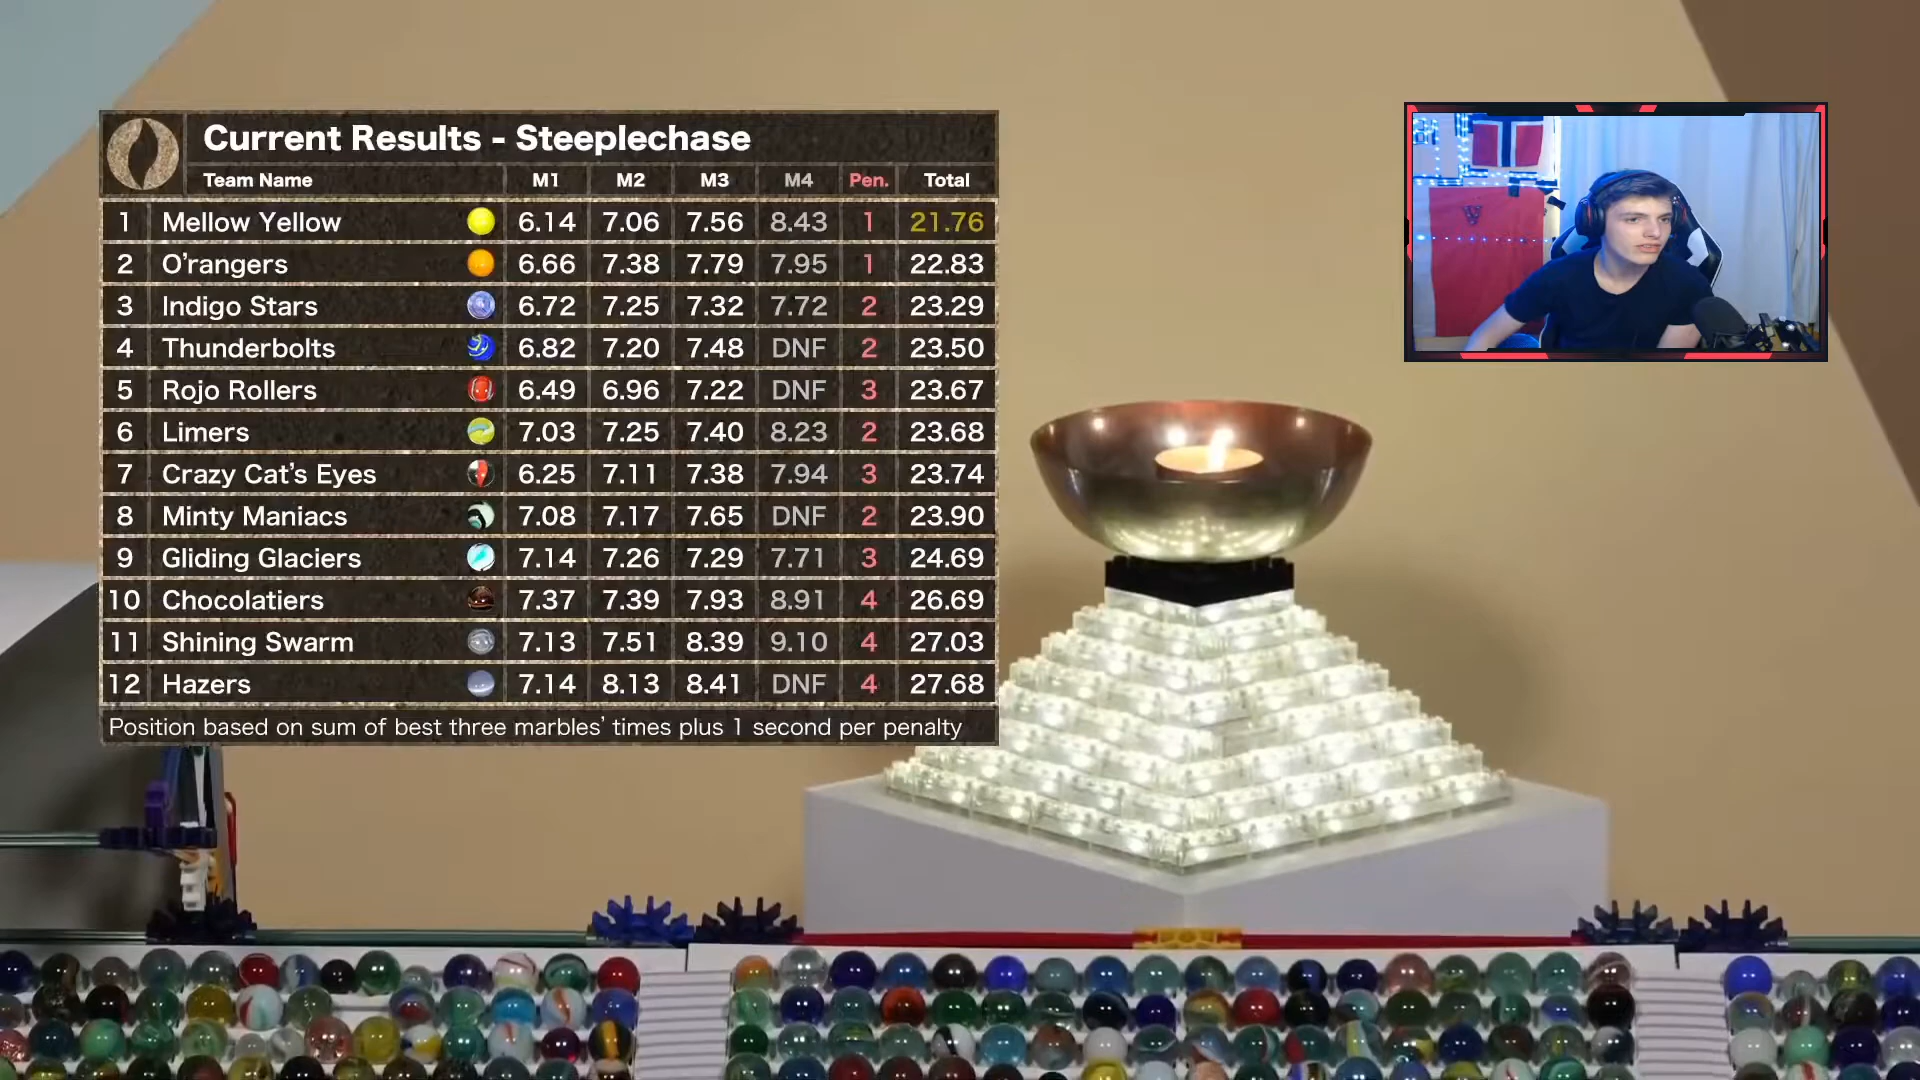 Current Results - Steeplechase
Team Name M1 M2 M3 M4 Pen. Total
1 Mellow Yellow 6.14 7.06 7.56 8.43 1 21.76
2 O’rangers 6.66 7.38 7.79 7.95 1 22.83
3 Indigo Stars 6.72 7.25 7.32 7.72 2 23.29
4 Thunderbolts 6.82 7.20 7.48 DNF 2 23.50
5 Rojo Rollers 6.49 6.96 7.22 DNF 3 23.67
6 Limers 7.03 7.25 7.40 8.23 2 23.68
7 Crazy Cat’s Eyes 6.25 7.11 7.38 7.94 3 23.74
8 Minty Maniacs 7.08 7.17 7.65 DNF 2 23.90
9 Gliding Glaciers 7.14 7.26 7.29 7.71 3 24.69
10 Chocolatiers 7.37 7.39 7.93 8.91 4 26.69
11 Shining Swarm 7.13 7.51 8.39 9.10 4 27.03
12 Hazers 7.14 8.13 8.41 DNF 4 27.68
Position based on sum of best three marbles’ times plus 1 second per penalty